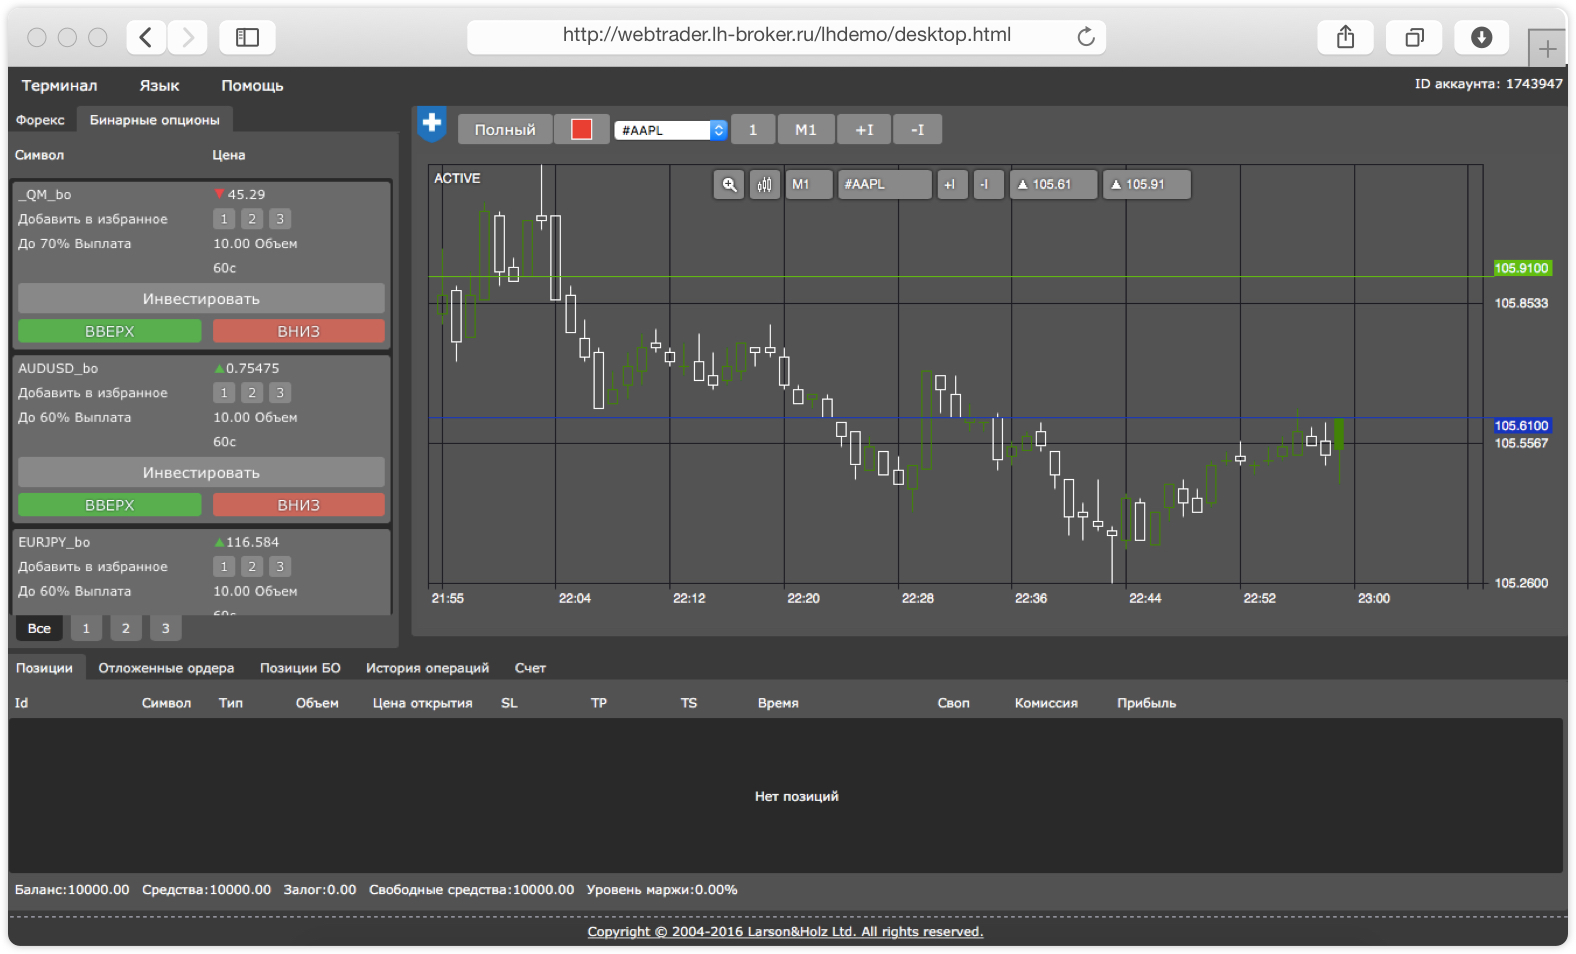 http://webtrader.lh-broker.ru/lhdemo/desktop.html
Терминал Язык Помощь ID аккаунта: 1743947
Форекс Бинарные опционы
Символ Цена
_QM_bo 45.29
Добавить в избранное 1 2 3
До 70% Выплата 10.00 Объем
60с
Инвестировать
ВВЕРХ ВНИЗ
AUDUSD_bo 0.75475
Добавить в избранное 1 2 3
До 60% Выплата 10.00 Объем
60с
Инвестировать
ВВЕРХ ВНИЗ
EURJPY_bo 116.584
Добавить в избранное 1 2 3
До 60% Выплата 10.00 Объем
60с
Все 1 2 3
Полный #AAPL 1 M1 +I -I
ACTIVE M1 #AAPL +I -I 105.61 105.91
105.9100
105.8533
105.6100
105.5567
105.2600
21:55 22:04 22:12 22:20 22:28 22:36 22:44 22:52 23:00
Позиции Отложенные ордера Позиции БО История операций Счет
Id Символ Тип Объем Цена открытия SL TP TS Время Своп Комиссия Прибыль
Нет позиций
Баланс:10000.00 Средства:10000.00 Залог:0.00 Свободные средства:10000.00 Уровень маржи:0.00%
Copyright © 2004-2016 Larson&Holz Ltd. All rights reserved.